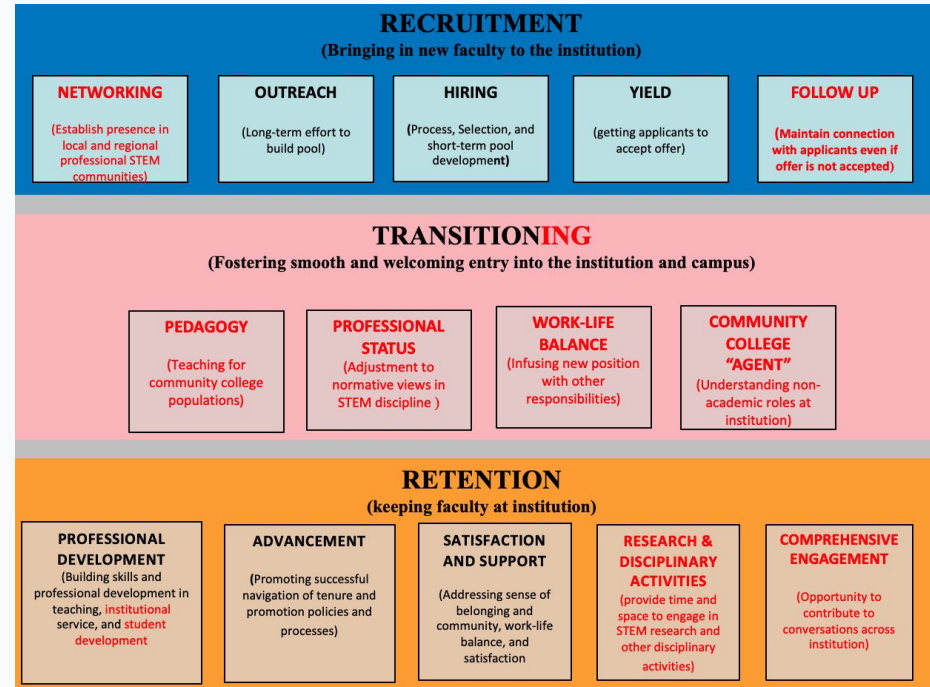 RECRUITMENT
(Bringing in new faculty to the institution)
NETWORKING
(Establish presence in
local and regional
professional STEM
communities)
OUTREACH
(Long-term effort to
build pool)
HIRING
(Process, Selection, and
short-term pool
development)
YIELD
(getting applicants to
accept offer)
FOLLOW UP
(Maintain connection
with applicants even if
offer is not accepted)
TRANSITIONING
(Fostering smooth and welcoming entry into the institution and campus)
PEDAGOGY
(Teaching for
community college
populations)
PROFESSIONAL
STATUS
(Adjustment to
normative views in
STEM discipline )
WORK-LIFE
BALANCE
(Infusing new position
with other
responsibilities)
COMMUNITY
COLLEGE
“AGENT”
(Understanding non-
academic roles at
institution)
RETENTION
(keeping faculty at institution)
PROFESSIONAL
DEVELOPMENT
(Building skills and
professional development in
teaching, institutional
service, and student
development
ADVANCEMENT
(Promoting successful
navigation of tenure and
promotion policies and
processes)
SATISFACTION
AND SUPPORT
(Addressing sense of
belonging and
community, work-life
balance, and
satisfaction
RESEARCH &
DISCIPLINARY
ACTIVITIES
(provide time and
space to engage in
STEM research and
other disciplinary
activities)
COMPREHENSIVE
ENGAGEMENT
(Opportunity to
contribute to
conversations across
institution)